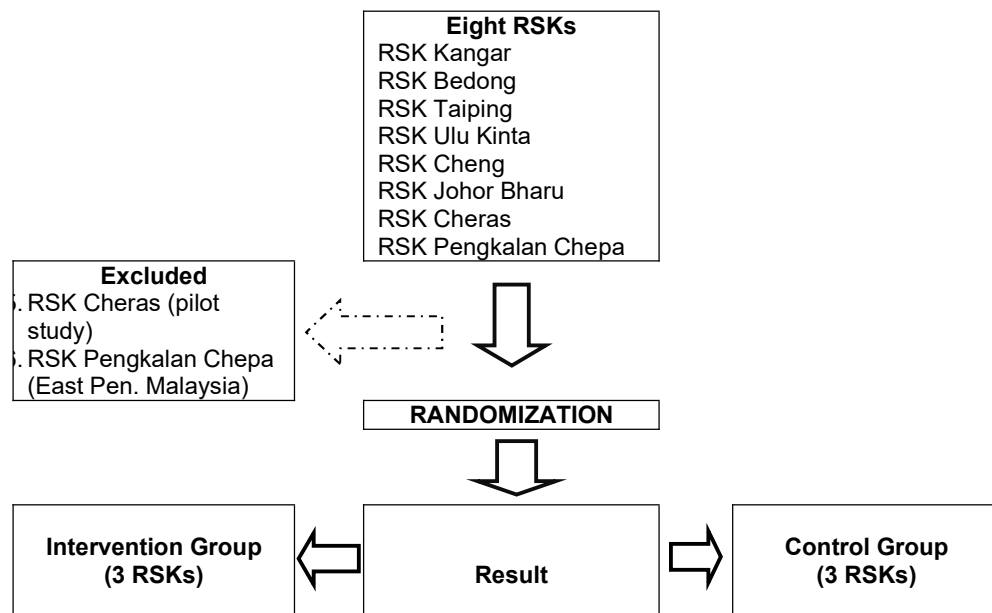 Eight RSKs
RSK Kangar
RSK Bedong
RSK Taiping
RSK Ulu Kinta
RSK Cheng
RSK Johor Bharu
RSK Cheras
RSK Pengkalan Chepa
Excluded
RSK Cheras (pilot
study)
RSK Pengkalan Chepa
(East Pen. Malaysia)
RANDOMIZATION
Intervention Group
(3 RSKs)
Result
Control Group
(3 RSKs)